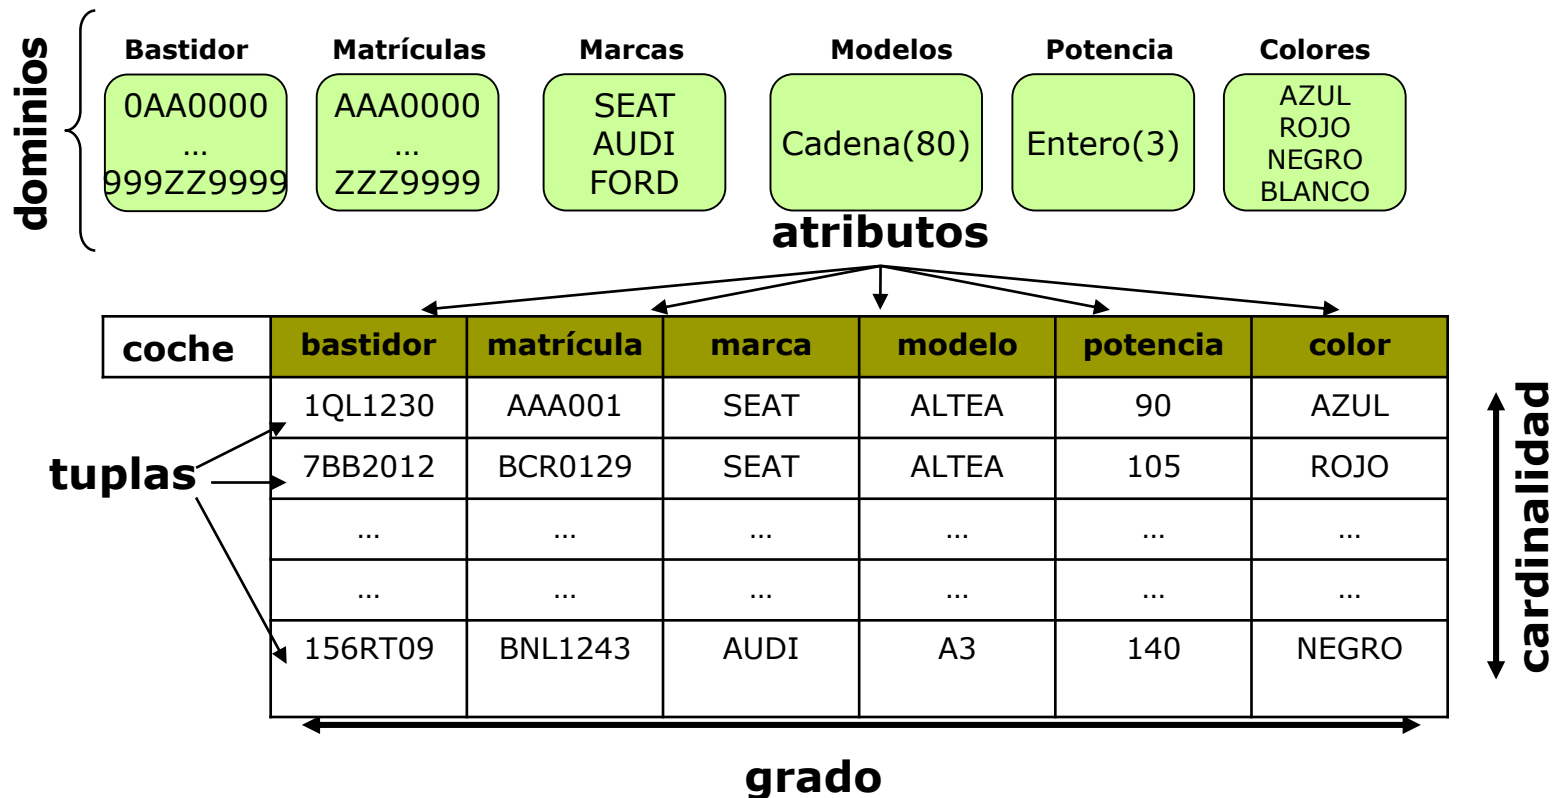 dominios
Bastidor Matrículas Marcas Modelos Potencia Colores
0AA0000
...
999ZZ9999
AAA0000
...
ZZZ9999
SEAT
AUDI
FORD
Cadena(80)
Entero(3)
AZUL
ROJO
NEGRO
BLANCO
atributos
coche bastidor matrícula marca modelo potencia color
1QL1230 AAA001 SEAT ALTEA 90 AZUL
tuplas
7BB2012 BCR0129 SEAT ALTEA 105 ROJO
... ... ... ... ... ...
... ... ... ... ... ...
156RT09 BNL1243 AUDI A3 140 NEGRO
cardinalidad
grado